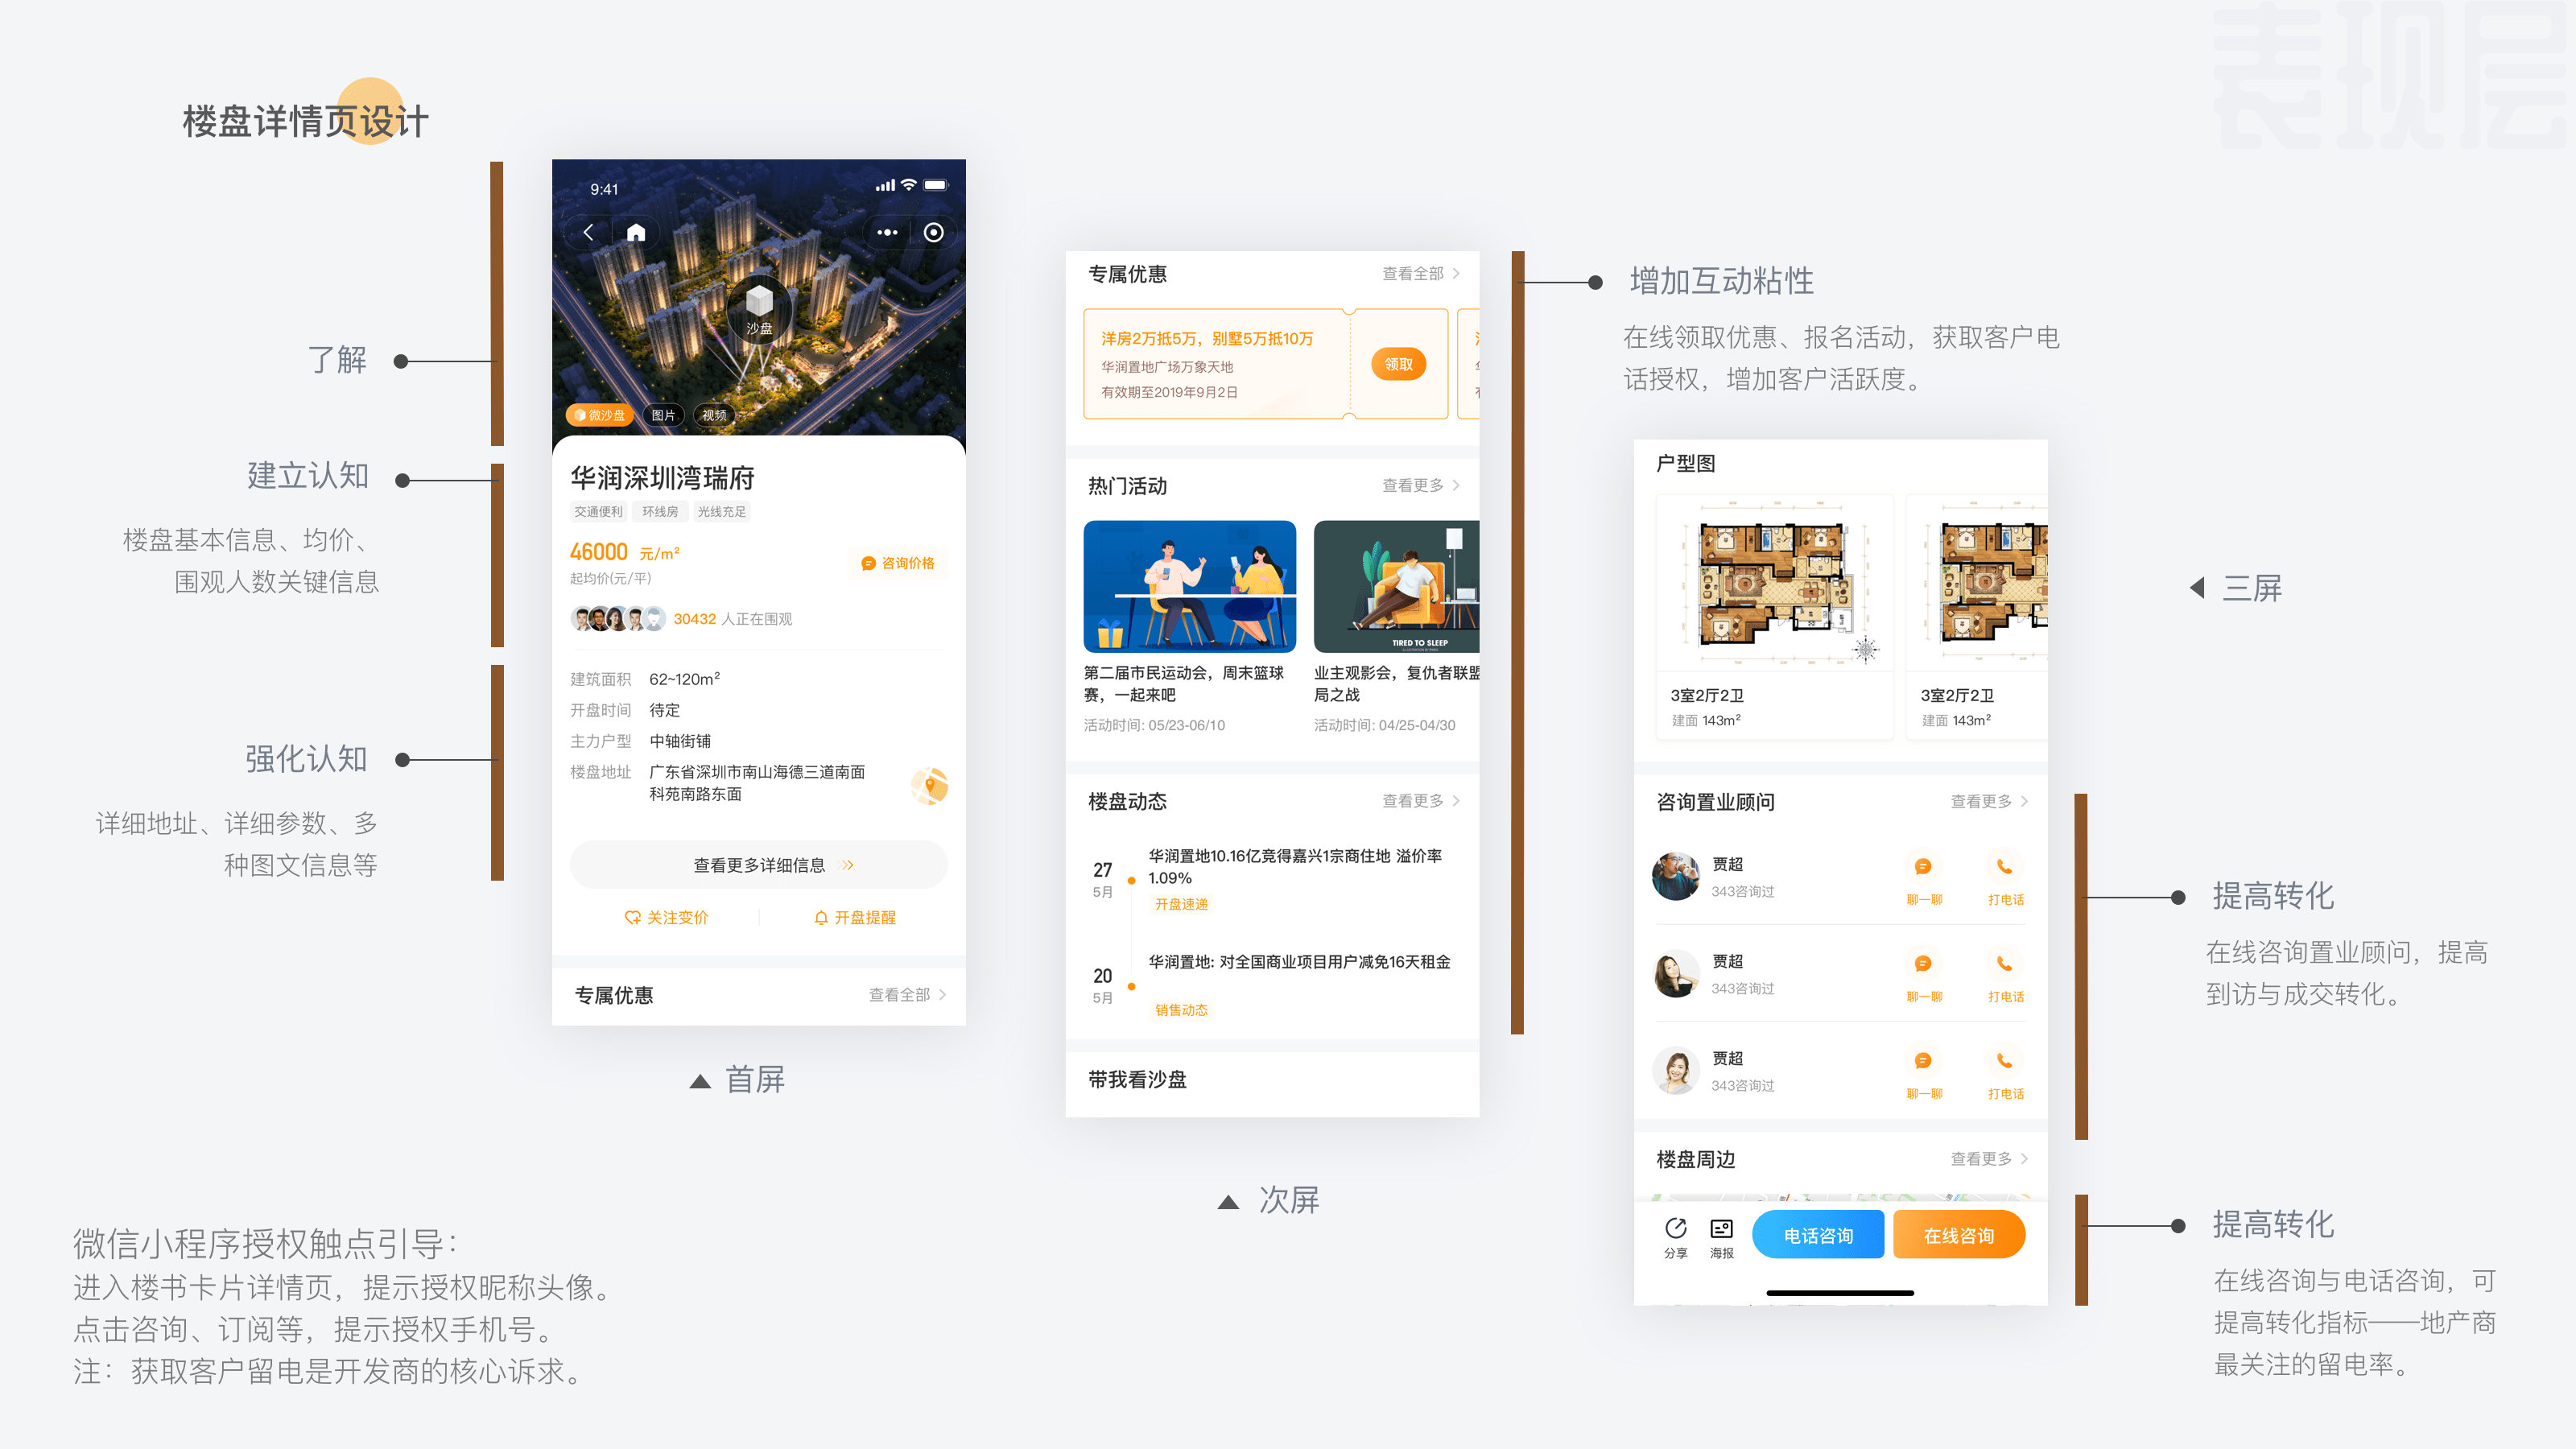 表现层
楼盘详情页设计
了解
建立认知
楼盘基本信息、均价、
围观人数关键信息
强化认知
详细地址、详细参数、多
种图文信息等
9:41
沙盘
微沙盘 图片 视频
华润深圳湾瑞府
交通便利 环线房 光线充足
46000 元/m²
咨询价格
起均价(元/平)
30432 人正在围观
建筑面积 62~120m²
开盘时间 待定
主力户型 中轴街铺
楼盘地址 广东省深圳市南山海德三道南面
科苑南路东面
查看更多详细信息
关注变价 开盘提醒
专属优惠 查看全部
首屏
专属优惠 查看全部
洋房2万抵5万，别墅5万抵10万
华润置地广场万象天地
有效期至2019年9月2日
领取
热门活动 查看更多
TIRED TO SLEEP
第二届市民运动会，周末篮球
赛，一起来吧
活动时间: 05/23-06/10
业主观影会，复仇者联盟
局之战
活动时间: 04/25-04/30
楼盘动态 查看更多
27
5月
华润置地10.16亿竞得嘉兴1宗商住地 溢价率
1.09%
开盘速递
20
5月
华润置地: 对全国商业项目用户减免16天租金
销售动态
带我看沙盘
次屏
增加互动粘性
在线领取优惠、报名活动，获取客户电
话授权，增加客户活跃度。
户型图
3室2厅2卫
建面 143m²
3室2厅2卫
建面 143m²
咨询置业顾问 查看更多
贾超
343咨询过
聊一聊 打电话
贾超
343咨询过
聊一聊 打电话
贾超
343咨询过
聊一聊 打电话
楼盘周边 查看更多
分享 海报 电话咨询 在线咨询
三屏
提高转化
在线咨询置业顾问，提高
到访与成交转化。
提高转化
在线咨询与电话咨询，可
提高转化指标——地产商
最关注的留电率。
微信小程序授权触点引导：
进入楼书卡片详情页，提示授权昵称头像。
点击咨询、订阅等，提示授权手机号。
注：获取客户留电是开发商的核心诉求。